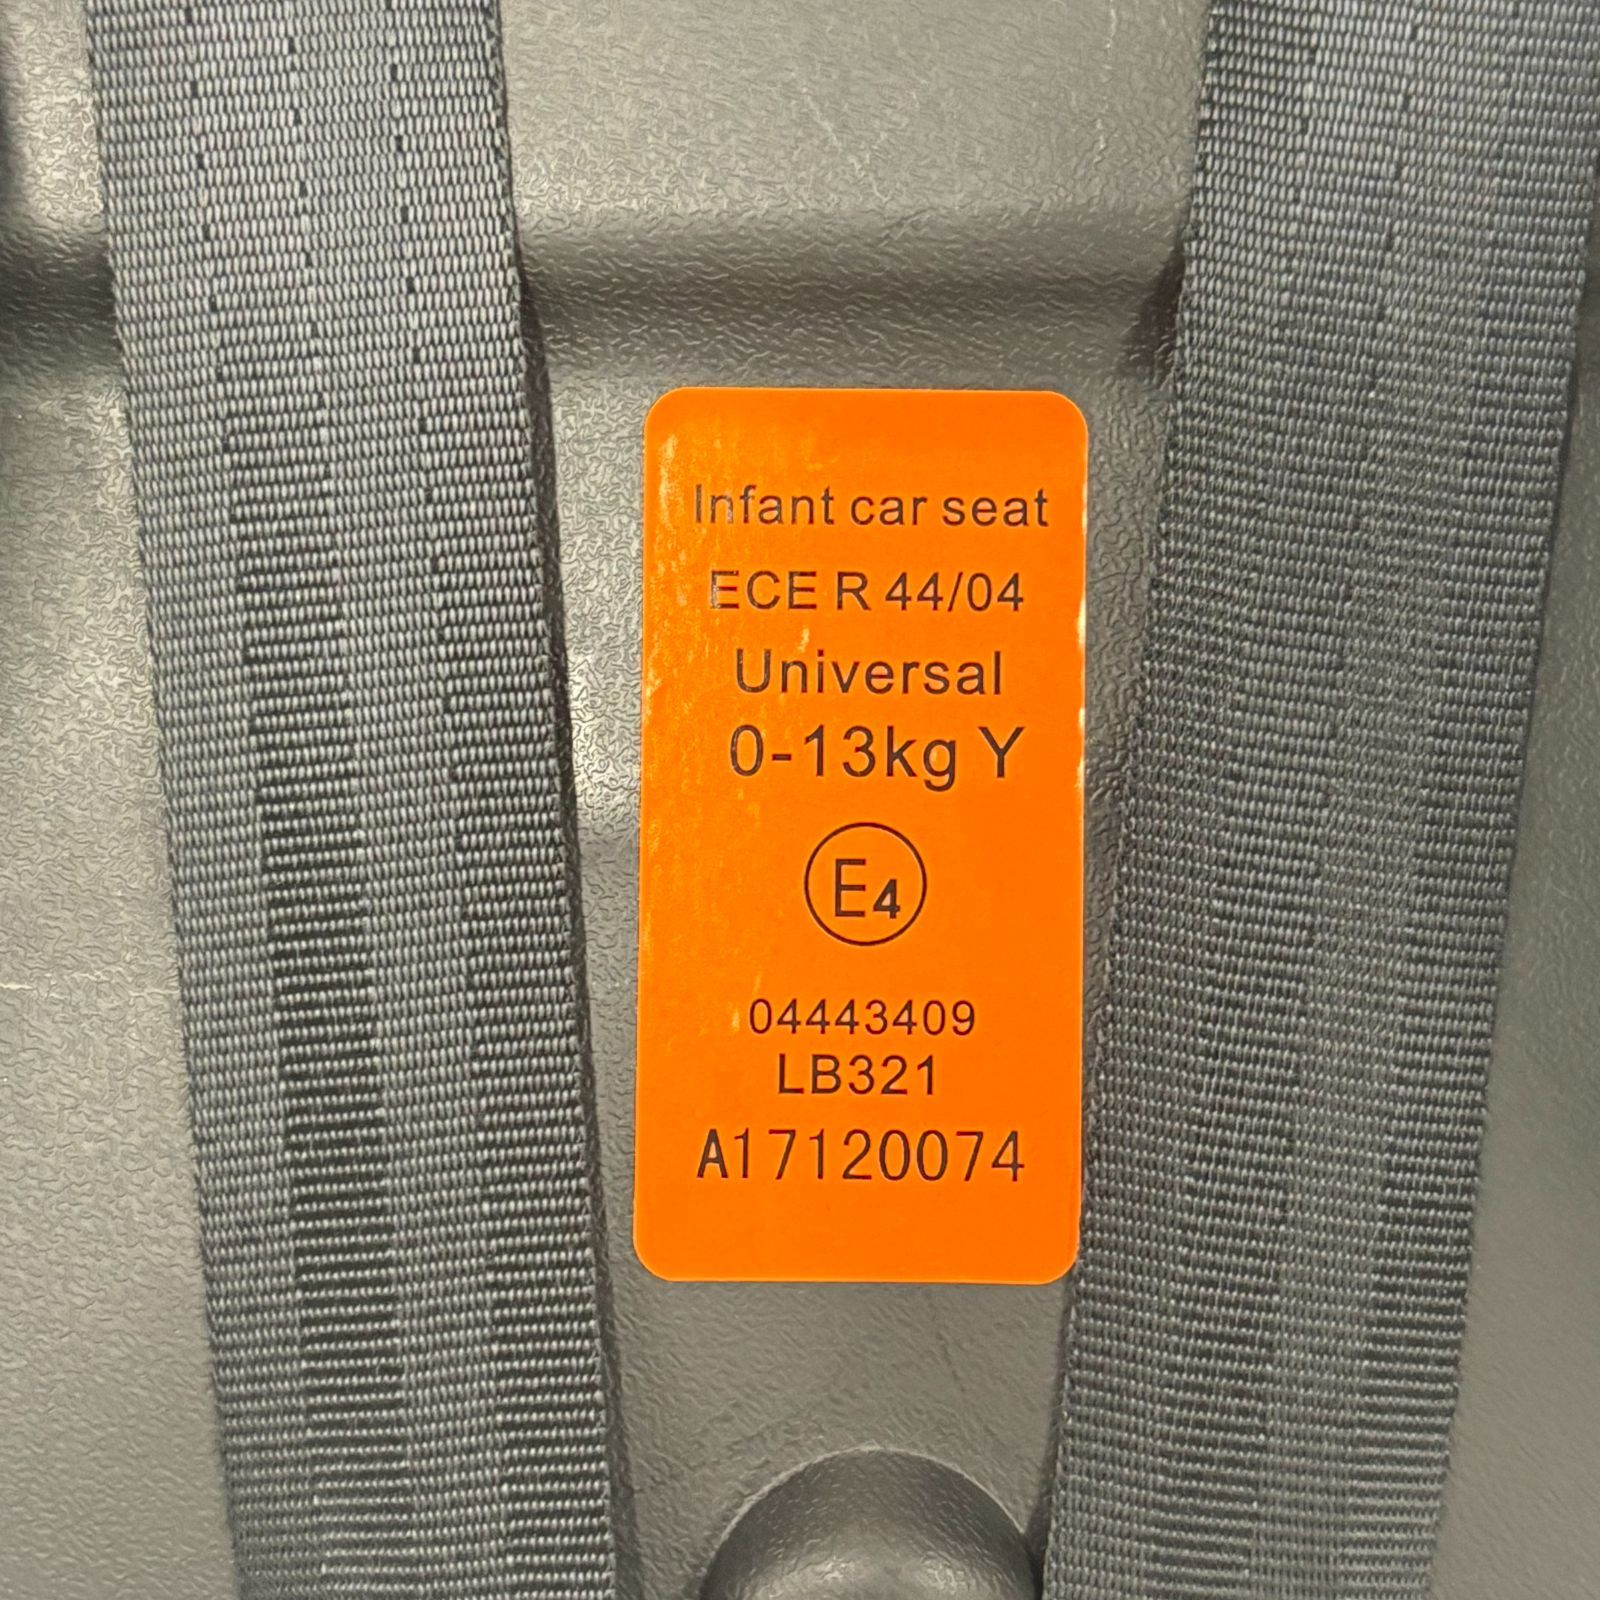 Infant car seat
ECE R 44/04
Universal
0-13kg Y
E4
04443409
LB321
A17120074